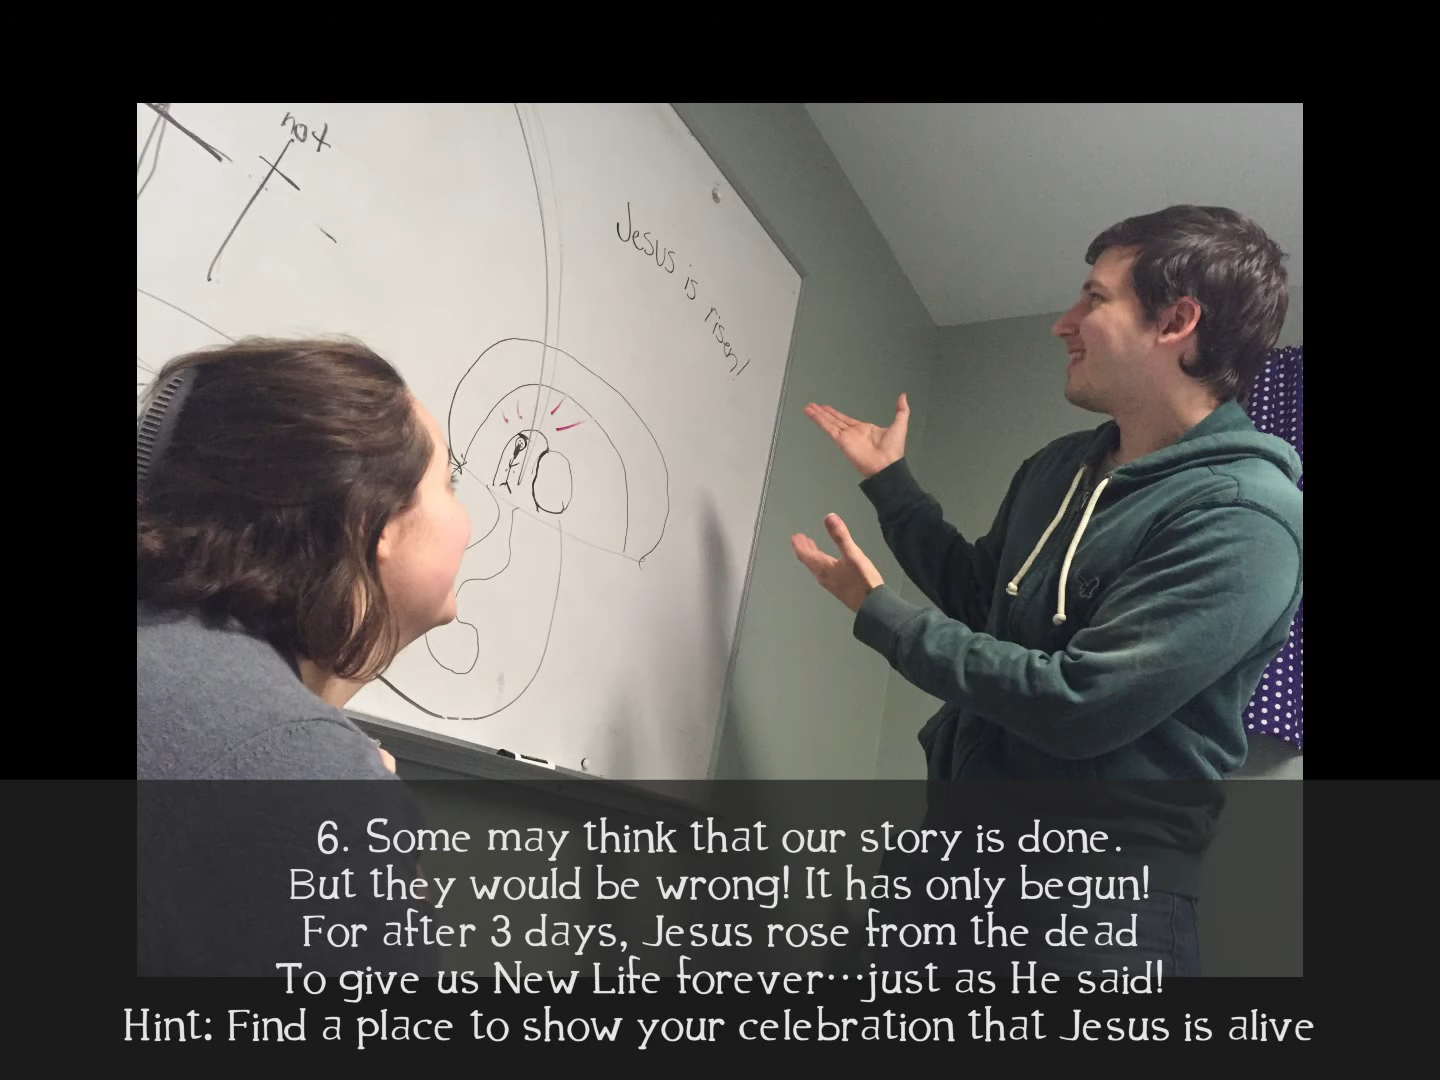 not
Jesus is risen!
6. Some may think that our story is done.
But they would be wrong! It has only begun!
For after 3 days, Jesus rose from the dead
To give us New Life forever...just as He said!
Hint: Find a place to show your celebration that Jesus is alive